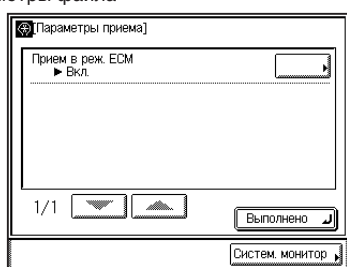 [Параметры приема]
Прием в реж. ECM
► Вкл.
1/1
Выполнено
Систем. монитор